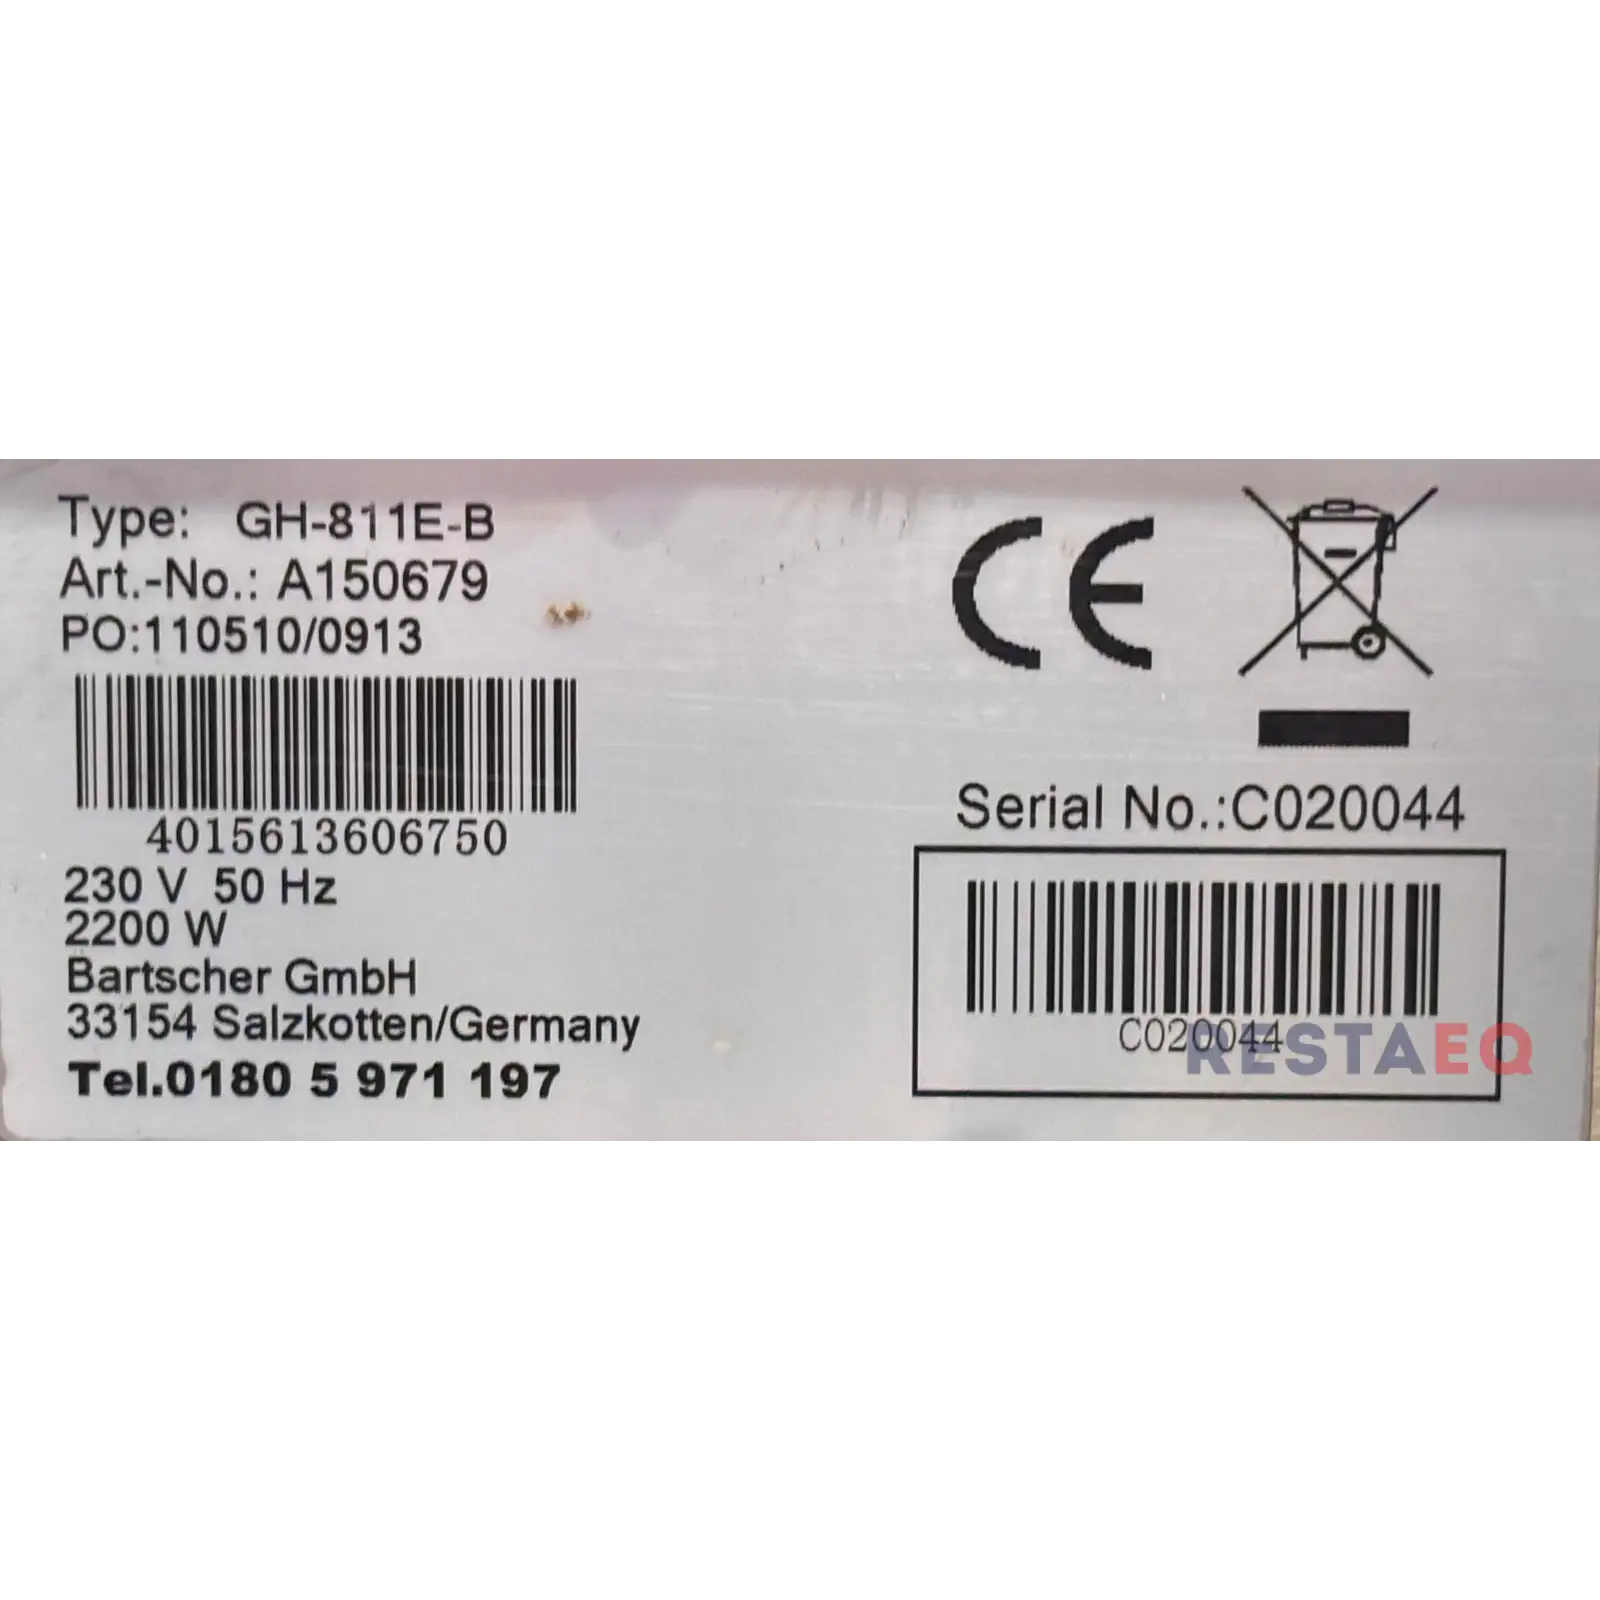 Type: GH-811E-B
Art.-No.: A150679
PO:110510/0913
4015613606750
230 V 50 Hz
2200 W
Bartscher GmbH
33154 Salzkotten/Germany
Tel.0180 5 971 197
CE
Serial No.:C020044
C020044
RESTAEQ